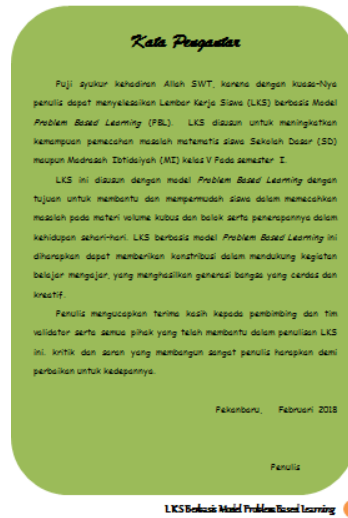 Kata Pengantar
Puji syukur kehadiran Allah SWT, karena dengan kuasa-Nya
penulis dapat menyelesaikan Lembar Kerja Siswa (LKS) berbasis Model
Problem Based Learning (PBL). LKS disusun untuk meningkatkan
kemampuan pemecahan masalah matematis siswa Sekolah Dasar (SD)
maupun Madrasah Ibtidaiyah (MI) kelas V Pada semester I.
LKS ini disusun dengan model Problem Based Learning dengan
tujuan untuk membantu dan mempermudah siswa dalam memecahkan
masalah pada materi volume kubus dan balok serta penerapannya dalam
kehidupan sehari-hari. LKS berbasis model Problem Based Learning ini
diharapkan dapat memberikan konstribusi dalam mendukung kegiatan
belajar mengajar, yang menghasilkan generasi bangsa yang cerdas dan
kreatif.
Penulis mengucapkan terima kasih kepada pembimbing dan tim
validator serta semua pihak yang telah membantu dalam penulisan LKS
ini. kritik dan saran yang membangun sangat penulis harapkan demi
perbaikan untuk kedepannya.
Pekanbaru, Februari 2018
Penulis
LKS Berbasis Model Problem Based Learning